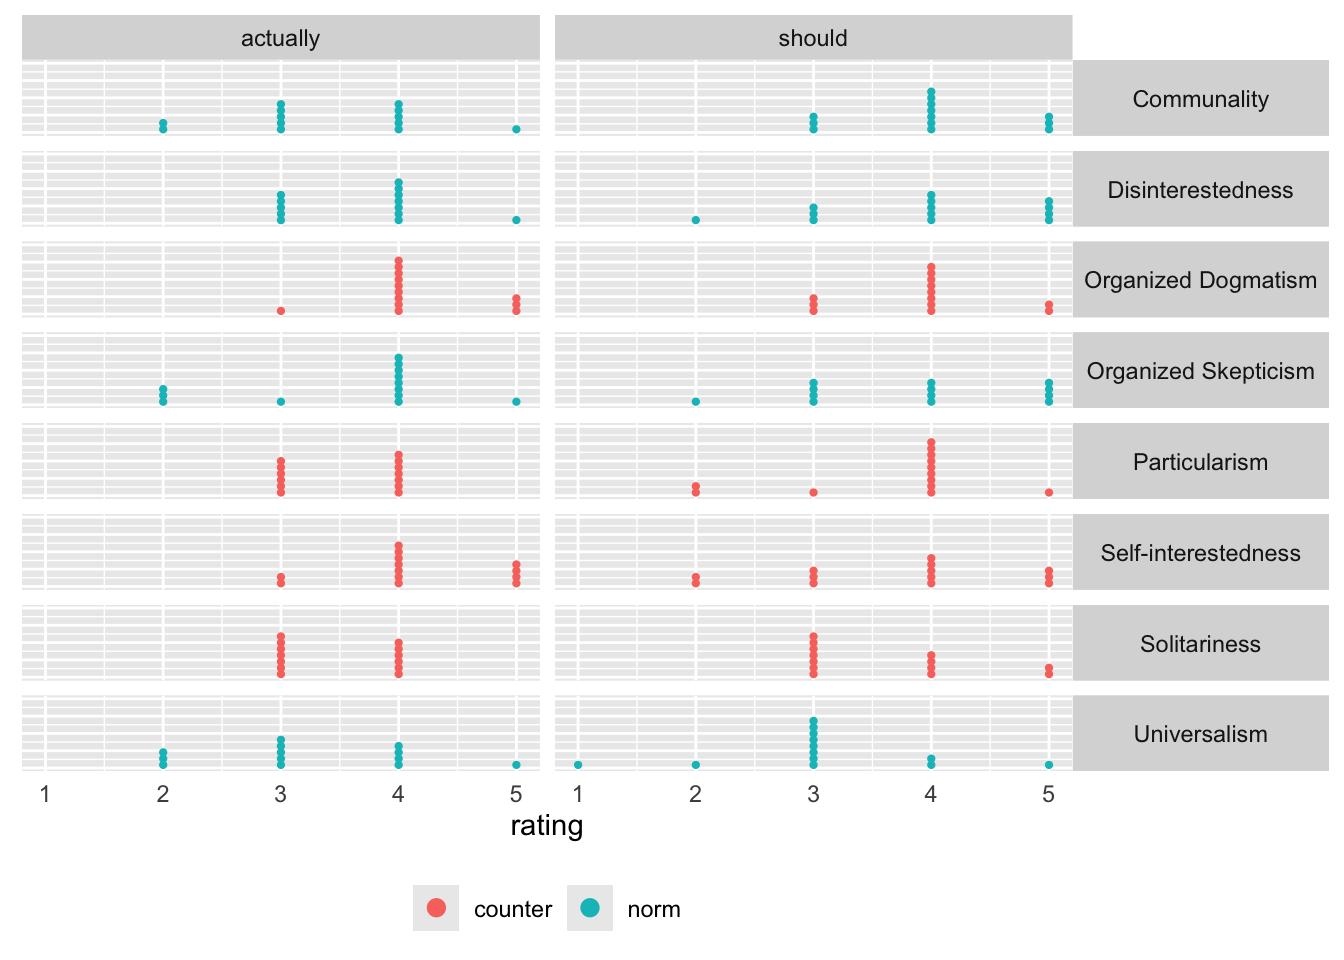 actually should
Communality
Disinterestedness
Organized Dogmatism
Organized Skepticism
Particularism
Self-interestedness
Solitariness
Universalism
1 2 3 4 5 1 2 3 4 5
rating
counter norm